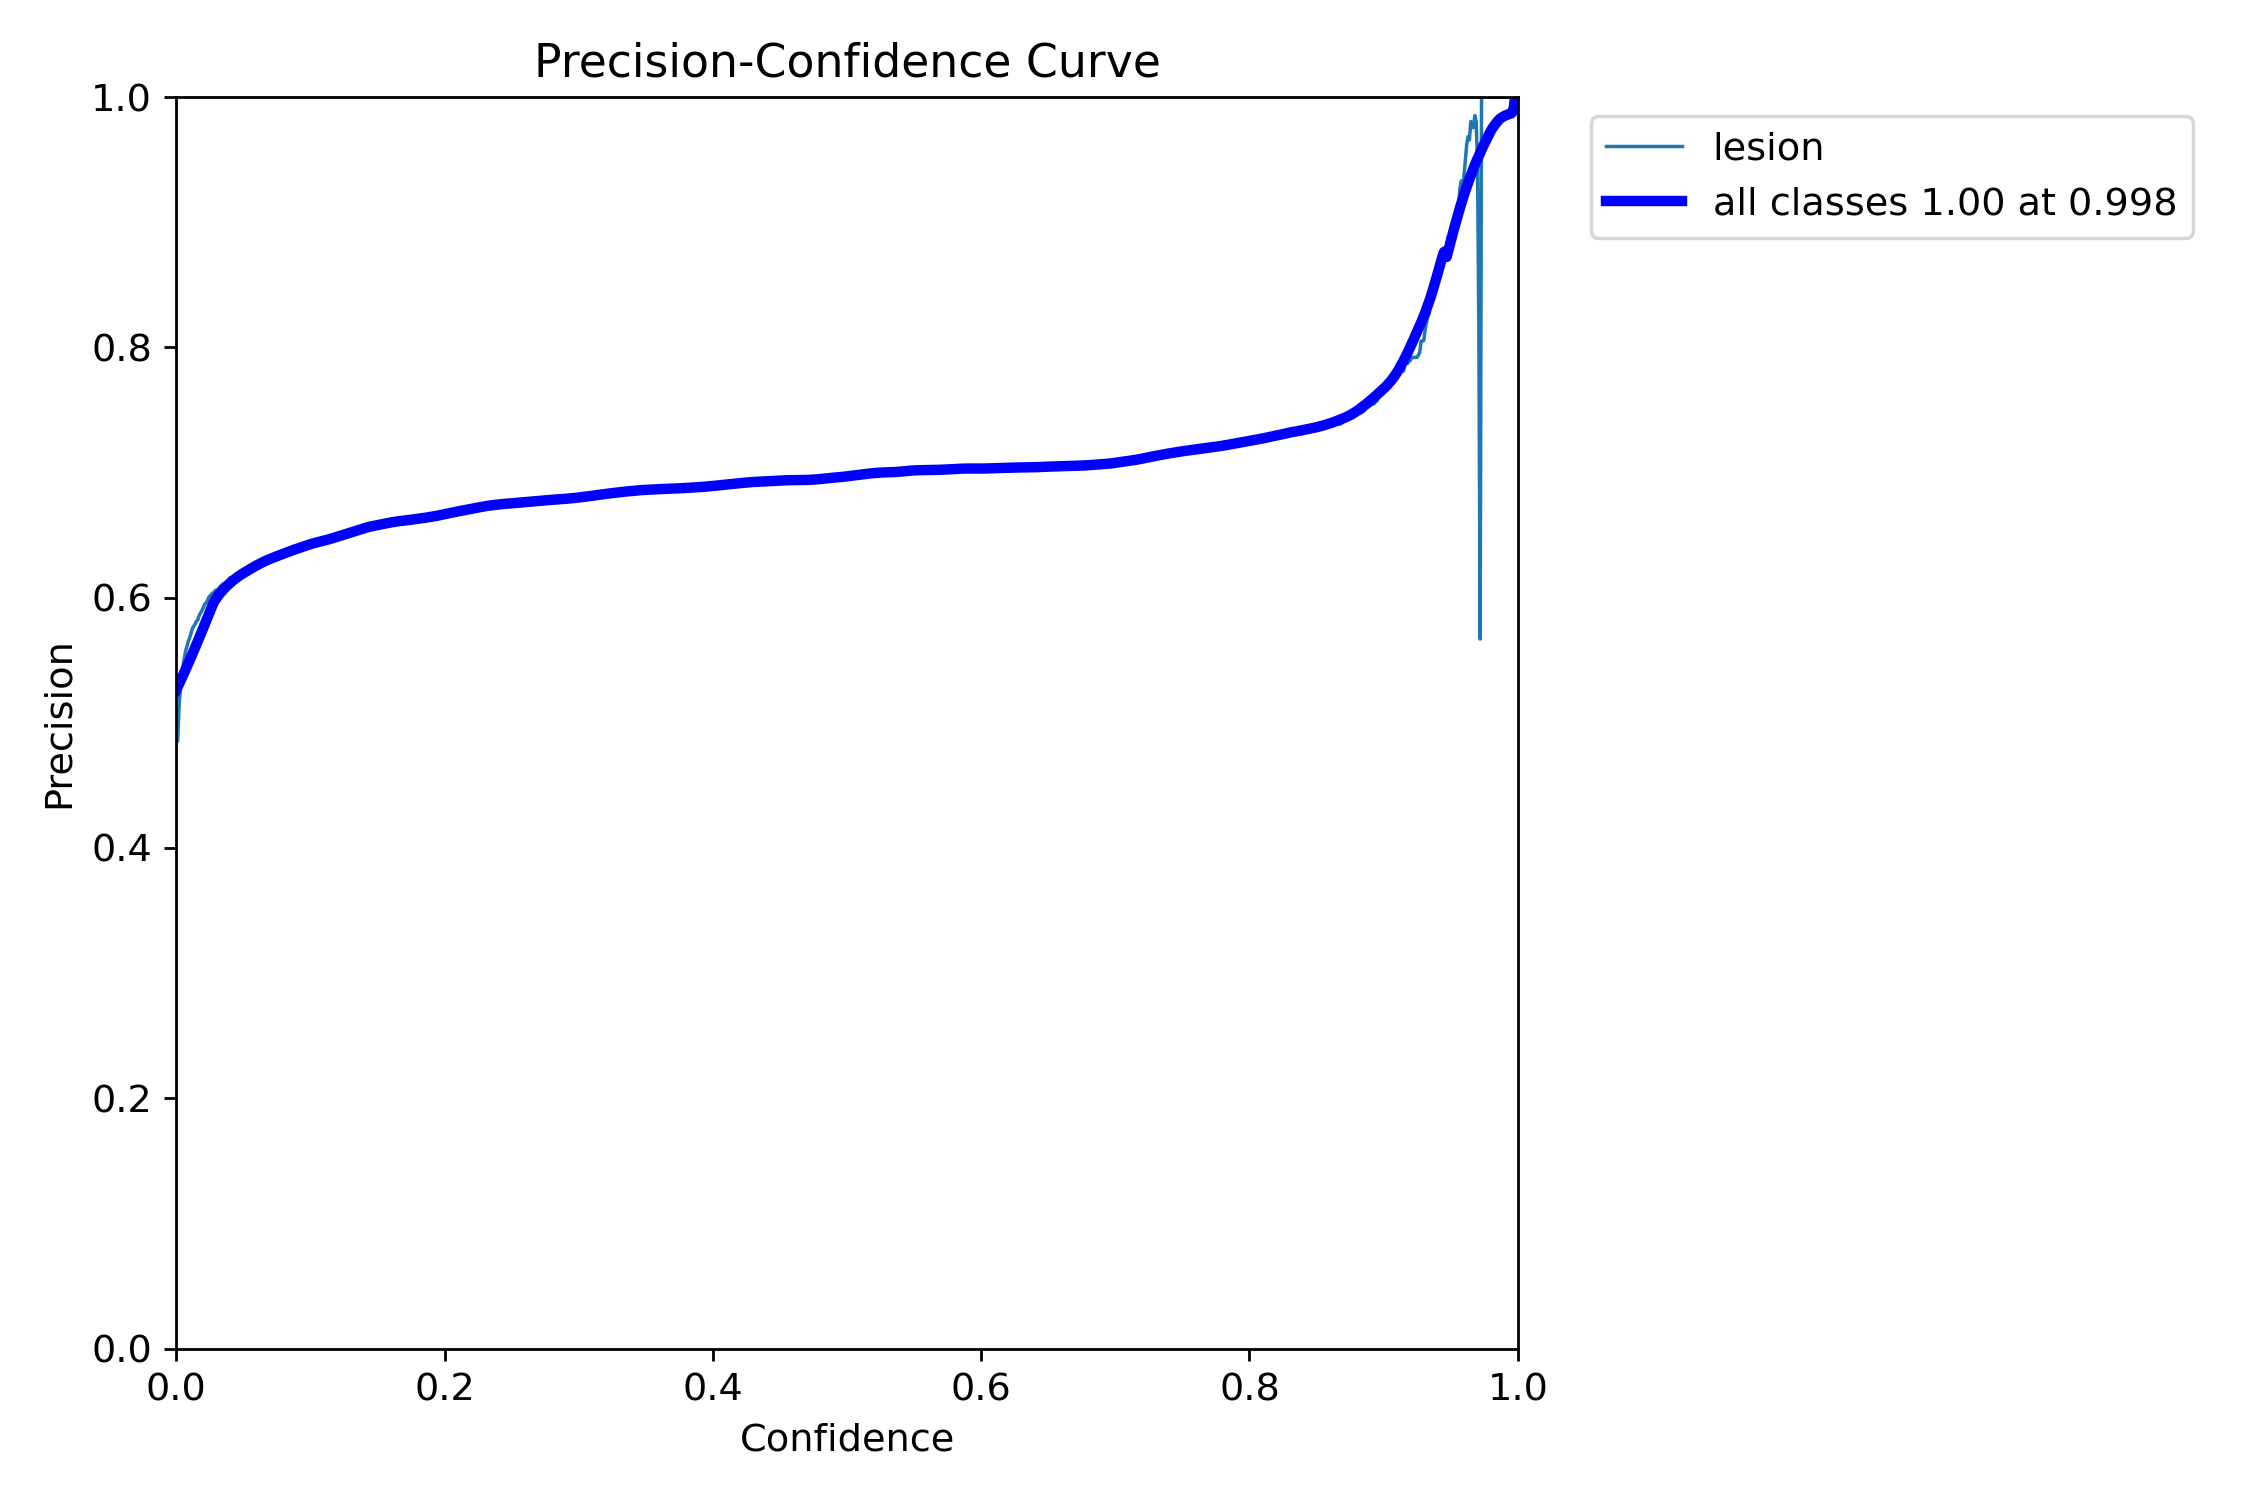 Precision-Confidence Curve
1.0
0.8
0.6
0.4
0.2
0.0
Precision
0.0 0.2 0.4 0.6 0.8 1.0
Confidence
lesion
all classes 1.00 at 0.998